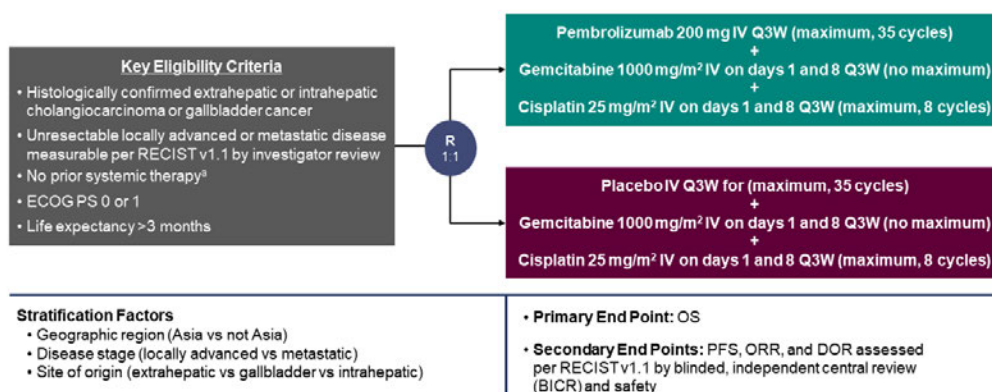 Key Eligibility Criteria
• Histologically confirmed extrahepatic or intrahepatic
cholangiocarcinoma or gallbladder cancer
• Unresectable locally advanced or metastatic disease
measurable per RECIST v1.1 by investigator review
• No prior systemic therapyᵃ
• ECOG PS 0 or 1
• Life expectancy >3 months
R
1:1
Pembrolizumab 200 mg IV Q3W (maximum, 35 cycles)
+
Gemcitabine 1000 mg/m² IV on days 1 and 8 Q3W (no maximum)
+
Cisplatin 25 mg/m² IV on days 1 and 8 Q3W (maximum, 8 cycles)
Placebo IV Q3W for (maximum, 35 cycles)
+
Gemcitabine 1000 mg/m² IV on days 1 and 8 Q3W (no maximum)
+
Cisplatin 25 mg/m² IV on days 1 and 8 Q3W (maximum, 8 cycles)
Stratification Factors
• Geographic region (Asia vs not Asia)
• Disease stage (locally advanced vs metastatic)
• Site of origin (extrahepatic vs gallbladder vs intrahepatic)
• Primary End Point: OS
• Secondary End Points: PFS, ORR, and DOR assessed
per RECIST v1.1 by blinded, independent central review
(BICR) and safety